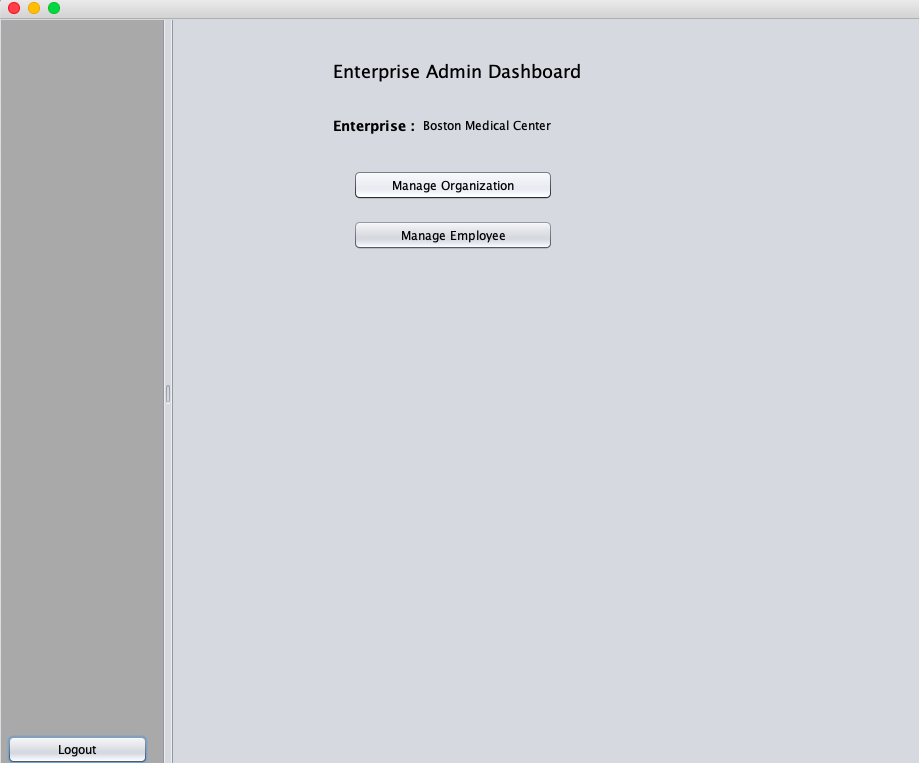 Enterprise Admin Dashboard
Enterprise : Boston Medical Center
Manage Organization
Manage Employee
Logout